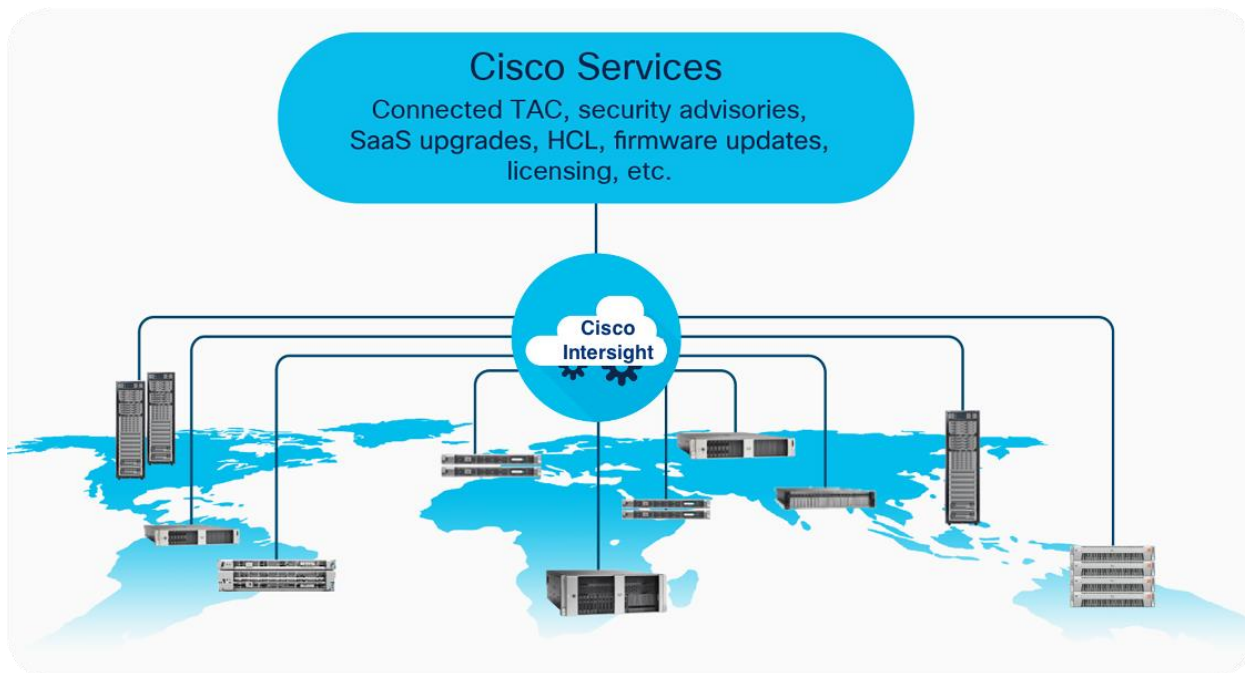 Cisco Services
Connected TAC, security advisories,
SaaS upgrades, HCL, firmware updates,
licensing, etc.
Cisco
Intersight